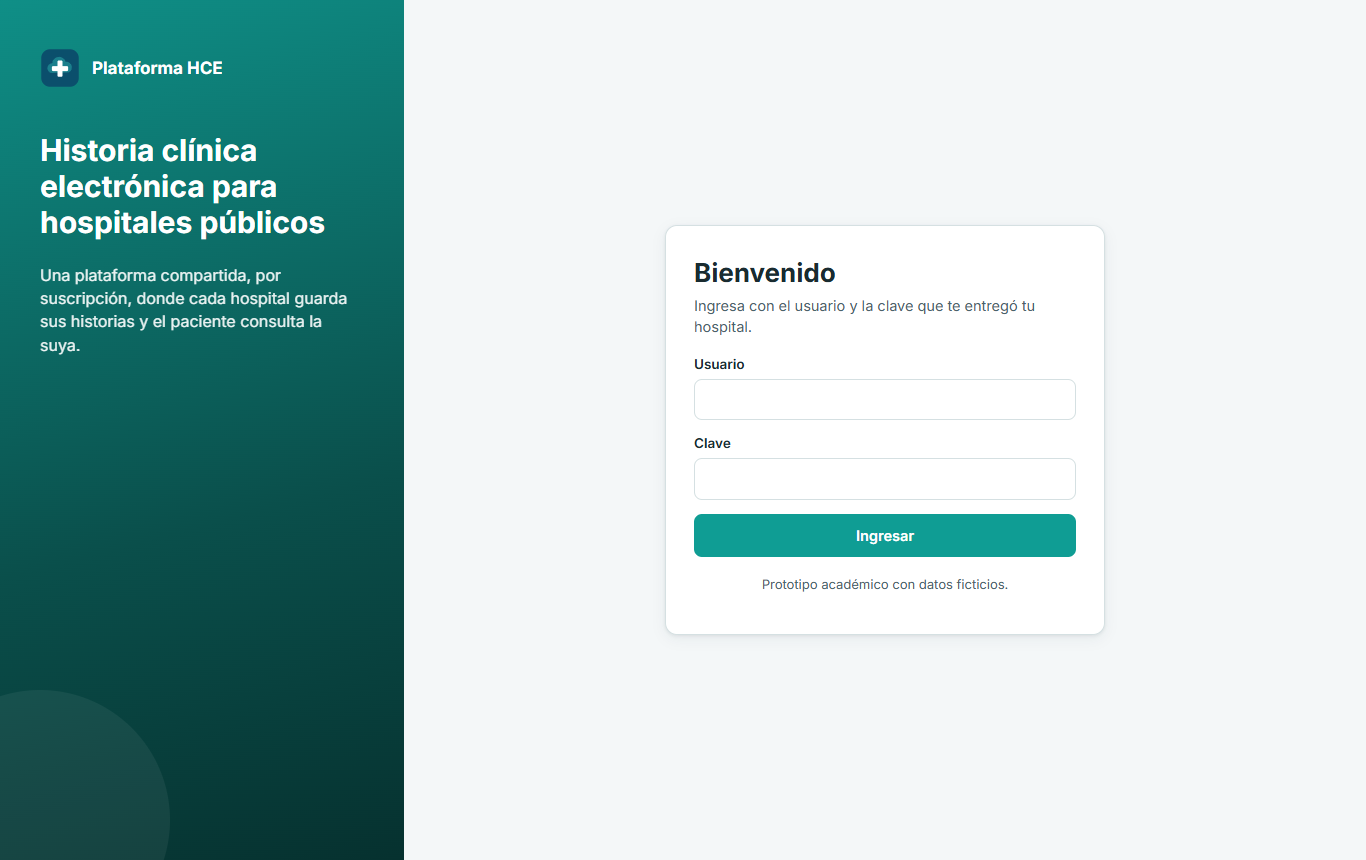 Plataforma HCE
Historia clínica
electrónica para
hospitales públicos
Una plataforma compartida, por
suscripción, donde cada hospital guarda
sus historias y el paciente consulta la
suya.
Bienvenido
Ingresa con el usuario y la clave que te entregó tu
hospital.
Usuario
Clave
Ingresar
Prototipo académico con datos ficticios.